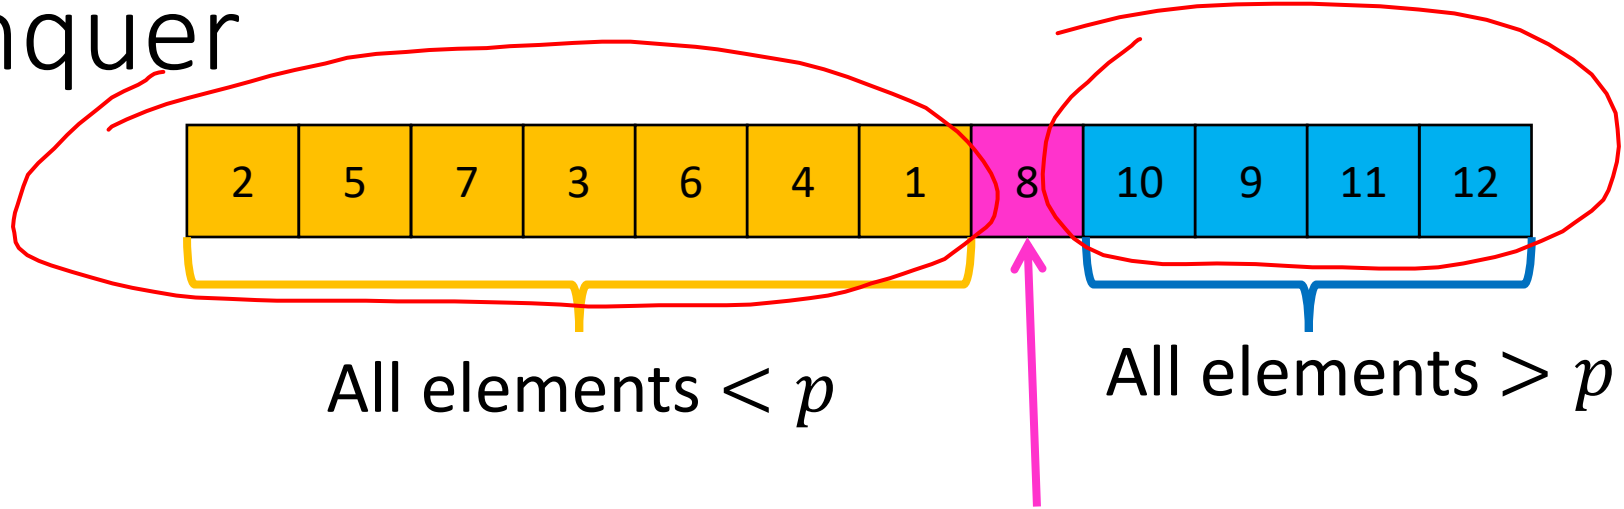 nquer
2 5 7 3 6 4 1 8 10 9 11 12
All elements < p All elements > p